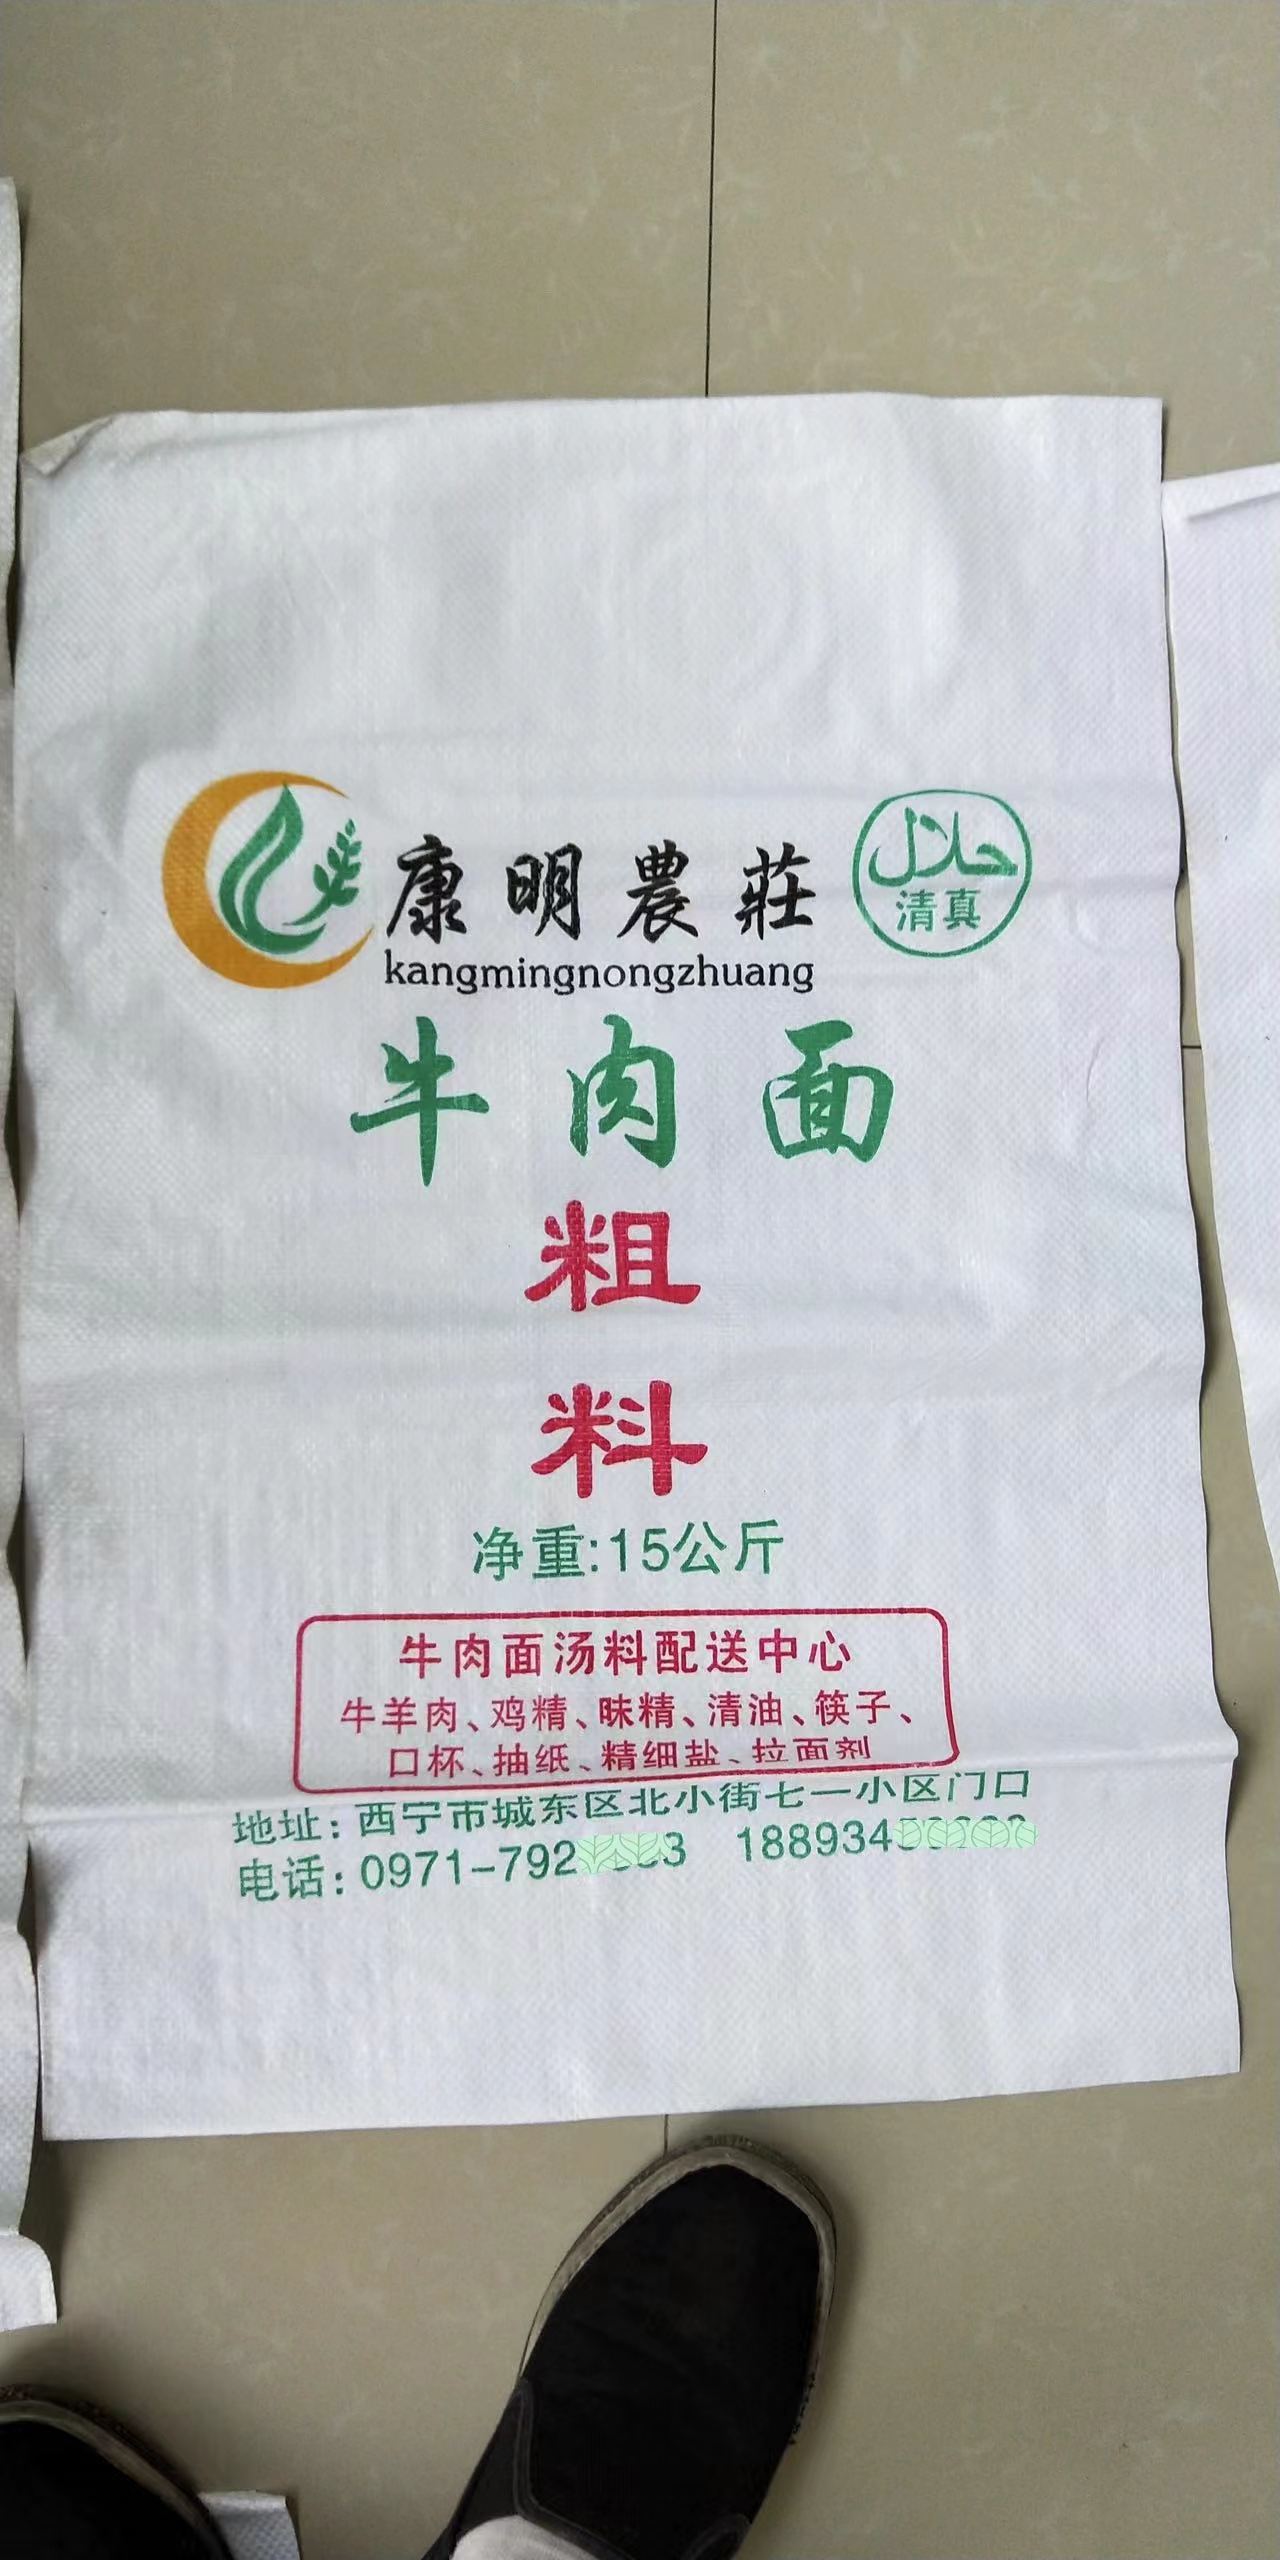 康明農莊
kangmingnongzhuang
حلال
清真
牛肉面
粗
料
净重:15公斤
牛肉面汤料配送中心
牛羊肉、鸡精、味精、清油、筷子、
口杯、抽纸、精细盐、拉面剂
地址:西宁市城东区北小街七一小区门口
电话:0971-792 188934